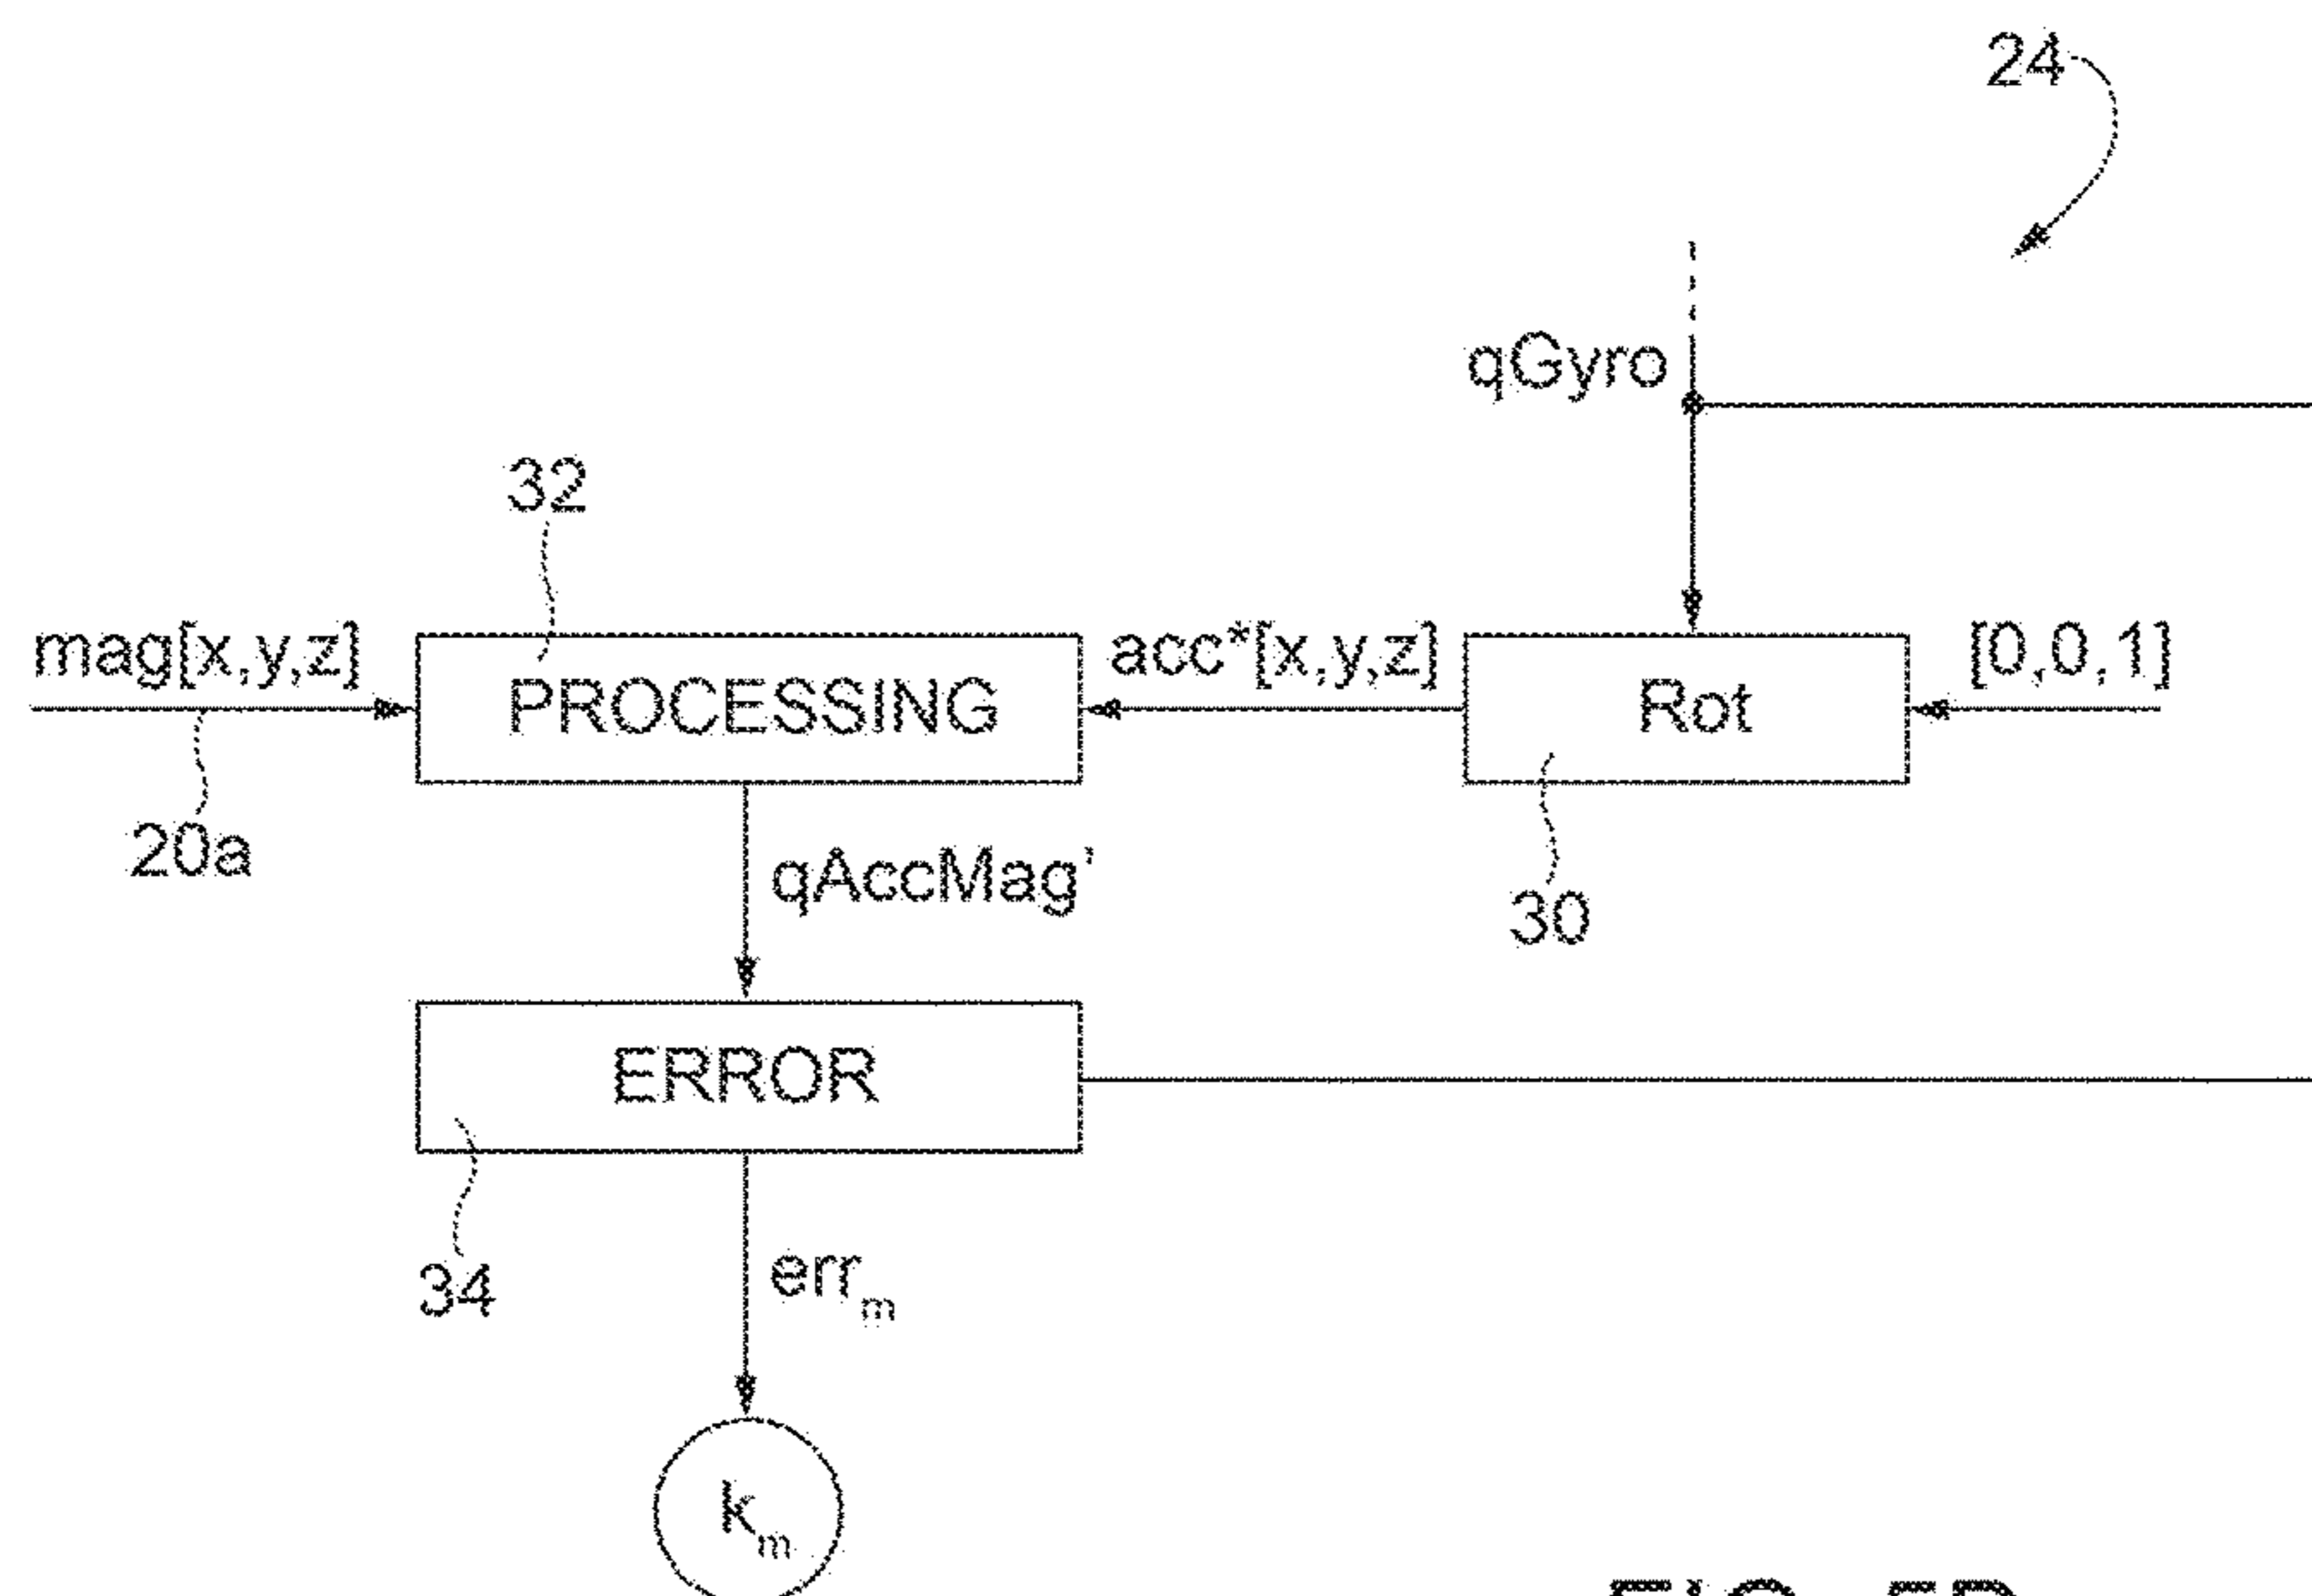 24
qGyro
32
mag[x,y,z]
PROCESSING
acc*[x,y,z]
Rot
[0,0,1]
20a
qAccMag'
30
ERROR
34
err_m
k_m